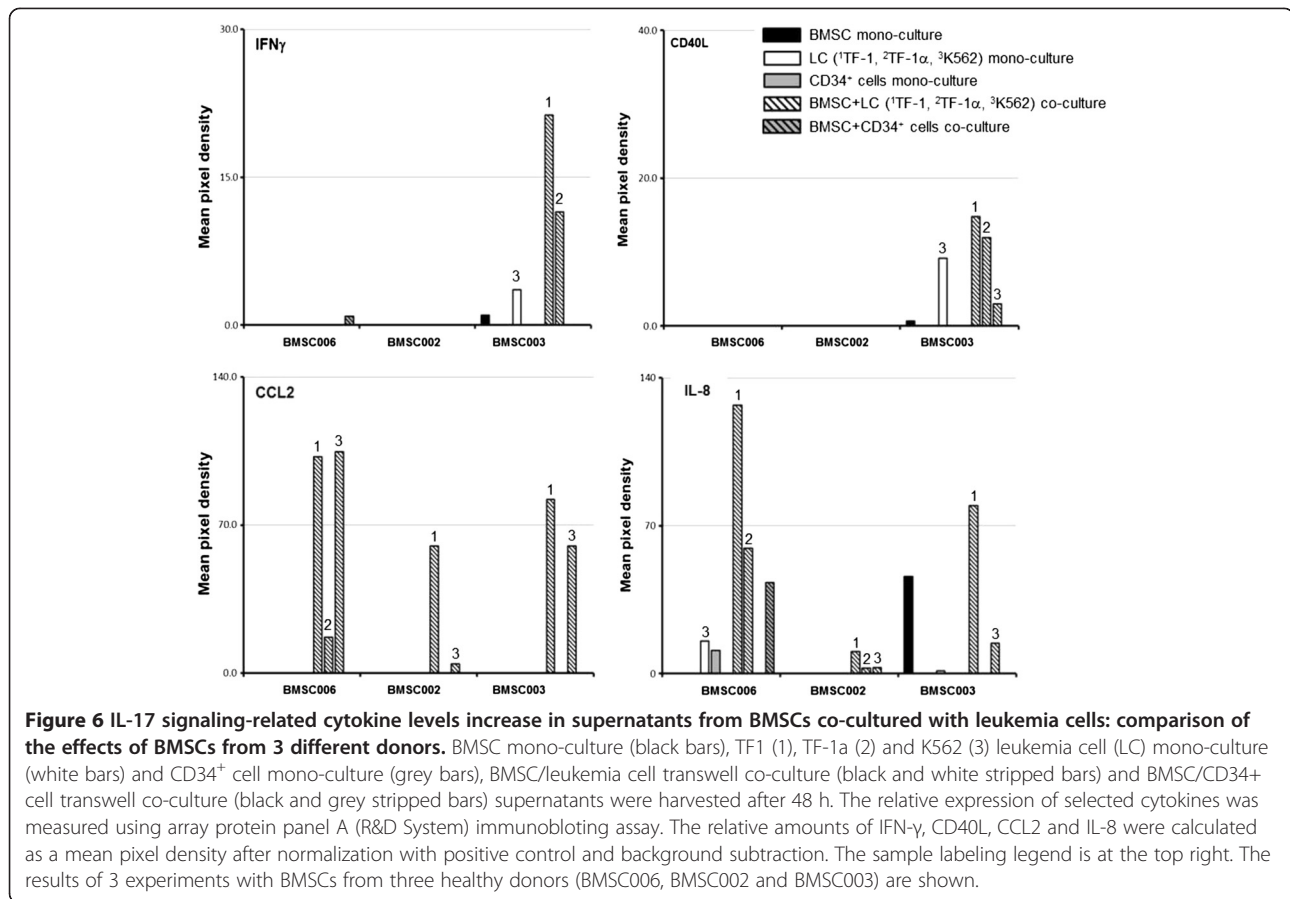 IFNγ
30.0
15.0
0.0
Mean pixel density
1
2
3
BMSC006
BMSC002
BMSC003
CD40L
40.0
20.0
0.0
Mean pixel density
BMSC mono-culture
LC (¹TF-1, ²TF-1α, ³K562) mono-culture
CD34⁺ cells mono-culture
BMSC+LC (¹TF-1, ²TF-1α, ³K562) co-culture
BMSC+CD34⁺ cells co-culture
1
2
3
3
BMSC006
BMSC002
BMSC003
CCL2
140.0
70.0
0.0
Mean pixel density
1
3
2
1
3
1
3
BMSC006
BMSC002
BMSC003
IL-8
140
70
0
Mean pixel density
1
2
3
1
2 3
1
3
BMSC006
BMSC002
BMSC003
Figure 6 IL-17 signaling-related cytokine levels increase in supernatants from BMSCs co-cultured with leukemia cells: comparison of
the effects of BMSCs from 3 different donors. BMSC mono-culture (black bars), TF1 (1), TF-1a (2) and K562 (3) leukemia cell (LC) mono-culture
(white bars) and CD34⁺ cell mono-culture (grey bars), BMSC/leukemia cell transwell co-culture (black and white stripped bars) and BMSC/CD34+
cell transwell co-culture (black and grey stripped bars) supernatants were harvested after 48 h. The relative expression of selected cytokines was
measured using array protein panel A (R&D System) immunobloting assay. The relative amounts of IFN-γ, CD40L, CCL2 and IL-8 were calculated
as a mean pixel density after normalization with positive control and background subtraction. The sample labeling legend is at the top right. The
results of 3 experiments with BMSCs from three healthy donors (BMSC006, BMSC002 and BMSC003) are shown.